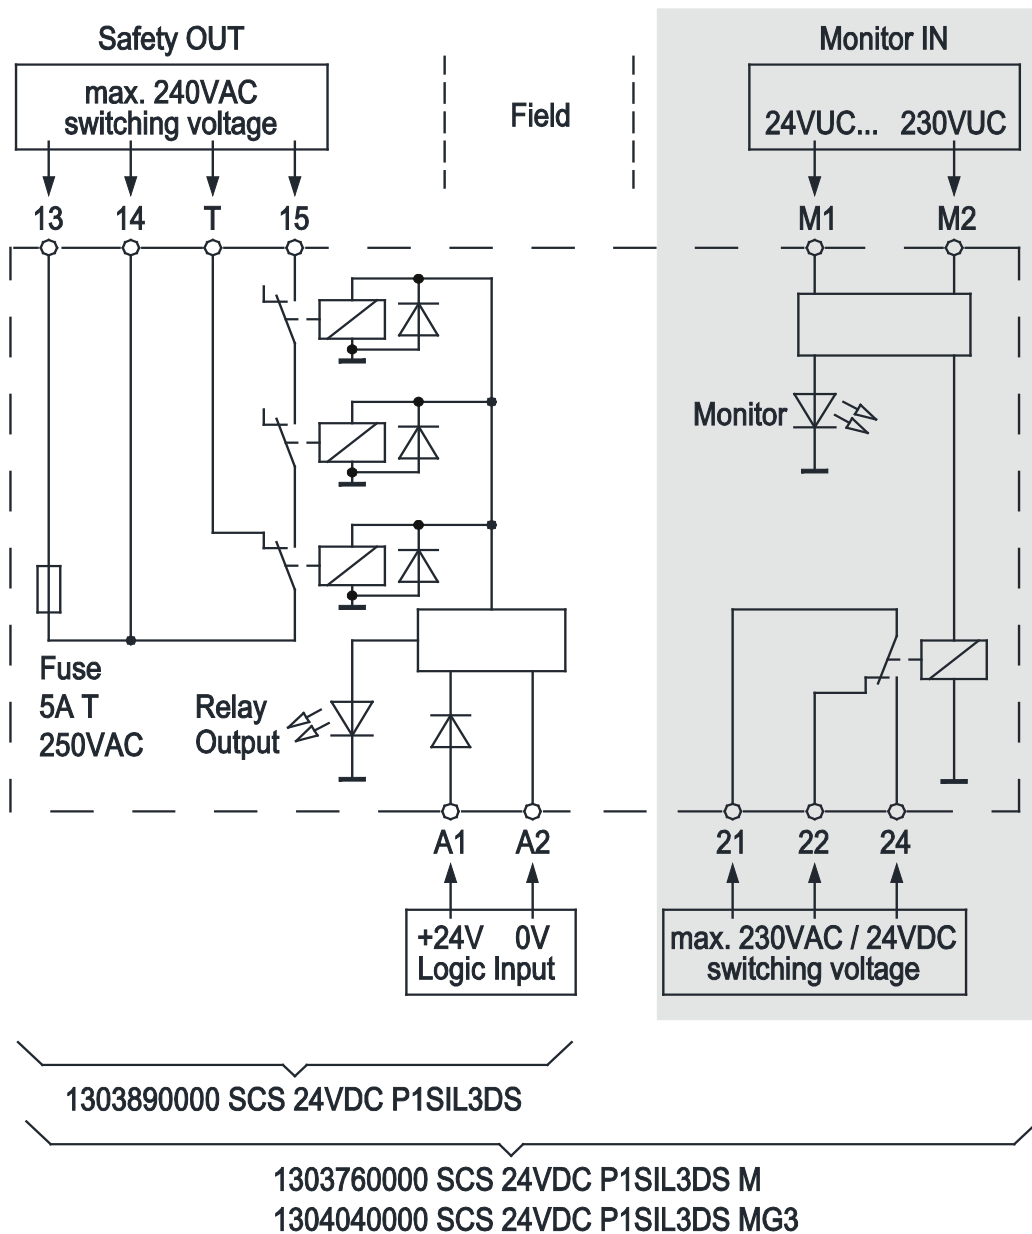 Safety OUT
max. 240VAC
switching voltage
Field
Monitor IN
24VUC... 230VUC
13 14 T 15
M1 M2
Monitor
Fuse
5A T
250VAC
Relay
Output
A1 A2
+24V 0V
Logic Input
21 22 24
max. 230VAC / 24VDC
switching voltage
1303890000 SCS 24VDC P1SIL3DS
1303760000 SCS 24VDC P1SIL3DS M
1304040000 SCS 24VDC P1SIL3DS MG3